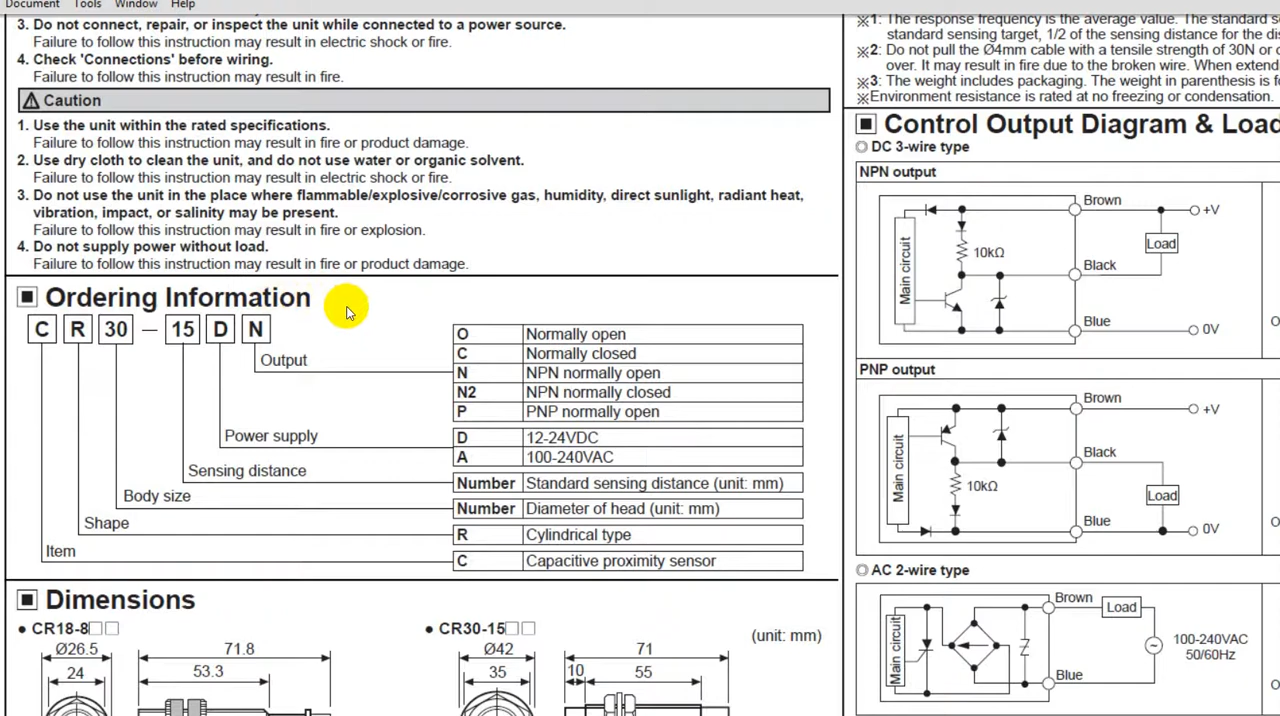 Document Tools Window Help
3. Do not connect, repair, or inspect the unit while connected to a power source.
Failure to follow this instruction may result in electric shock or fire.
4. Check 'Connections' before wiring.
Failure to follow this instruction may result in fire.
Caution
1. Use the unit within the rated specifications.
Failure to follow this instruction may result in fire or product damage.
2. Use dry cloth to clean the unit, and do not use water or organic solvent.
Failure to follow this instruction may result in electric shock or fire.
3. Do not use the unit in the place where flammable/explosive/corrosive gas, humidity, direct sunlight, radiant heat,
vibration, impact, or salinity may be present.
Failure to follow this instruction may result in fire or explosion.
4. Do not supply power without load.
Failure to follow this instruction may result in fire or product damage.
■ Ordering Information
C R 30 — 15 D N
Output
O Normally open
C Normally closed
N NPN normally open
N2 NPN normally closed
P PNP normally open
Power supply
D 12-24VDC
A 100-240VAC
Sensing distance
Number Standard sensing distance (unit: mm)
Body size
Number Diameter of head (unit: mm)
Shape
R Cylindrical type
Item
C Capacitive proximity sensor
■ Dimensions
● CR18-8□□
Ø26.5
24
71.8
53.3
● CR30-15□□
(unit: mm)
Ø42
35
71
10
55
※1: The response frequency is the average value. The standard
standard sensing target, 1/2 of the sensing distance for the
※2: Do not pull the Ø4mm cable with a tensile strength of 30N or
over. It may result in fire due to the broken wire. When
※3: The weight includes packaging. The weight in parenthesis is
※Environment resistance is rated at no freezing or condensation.
■ Control Output Diagram & Load
◎ DC 3-wire type
NPN output
Main circuit
10kΩ
Brown
+V
Load
Black
Blue
0V
PNP output
Main circuit
10kΩ
Brown
+V
Black
Load
Blue
0V
◎ AC 2-wire type
Main circuit
Brown
Load
100-240VAC
50/60Hz
Blue